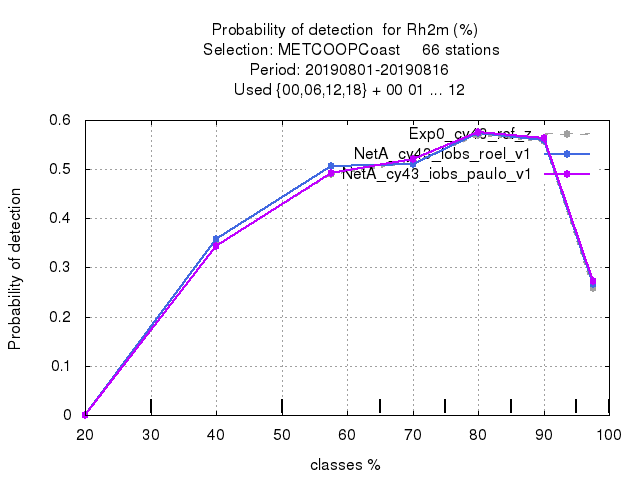 Probability of detection  for Rh2m (%)
Selection: METCOOPCoast     66 stations
Period: 20190801-20190816
Used {00,06,12,18} + 00 01 ... 12
Probability of detection
0.6
0.5
0.4
0.3
0.2
0.1
0
Exp0_cy43_ref_z
NetA_cy43_iobs_roel_v1
NetA_cy43_iobs_paulo_v1
20 30 40 50 60 70 80 90 100
classes %